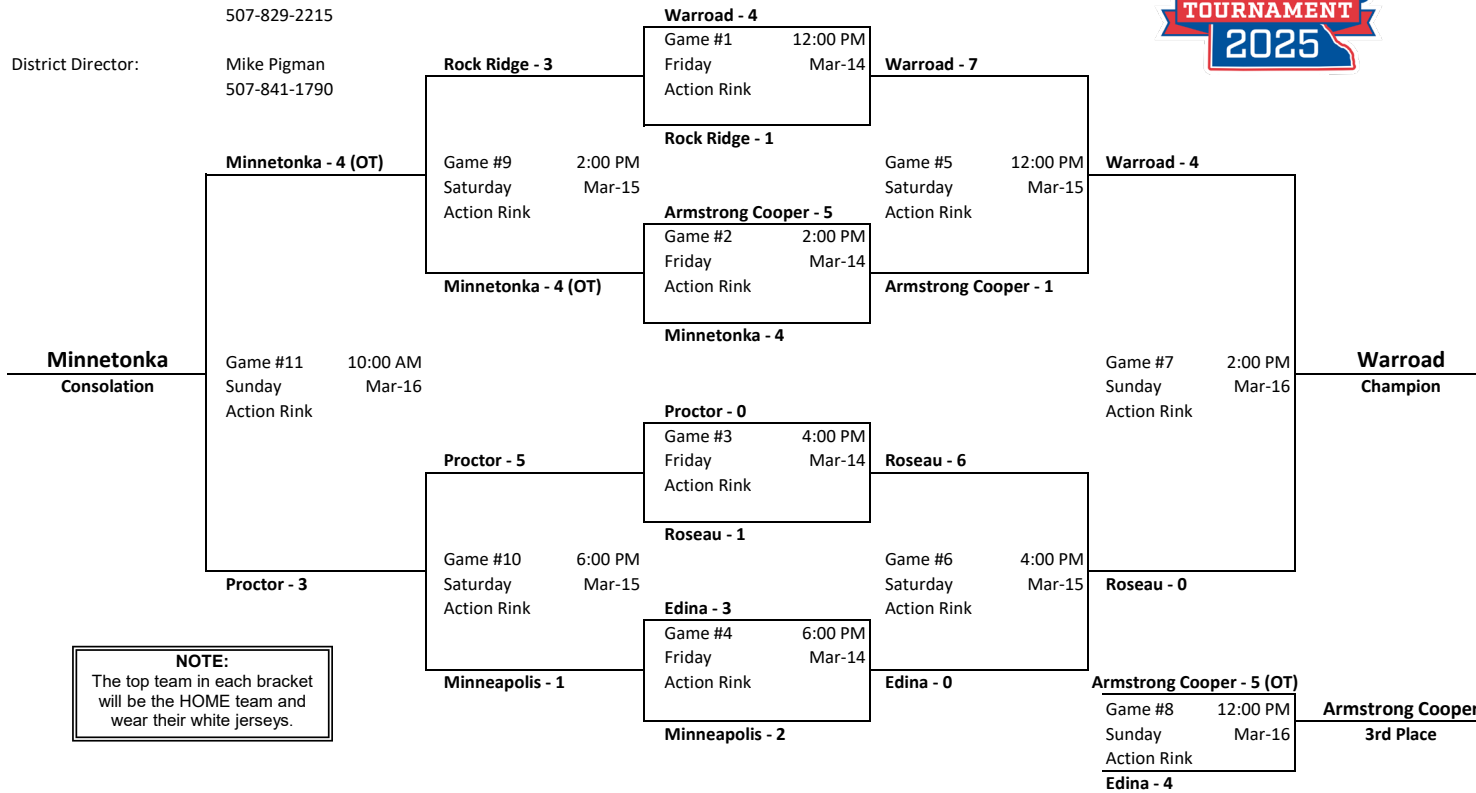 507-829-2215
District Director:
Mike Pigman
507-841-1790
TOURNAMENT
2025
Warroad - 4
Game #1 12:00 PM
Friday Mar-14
Action Rink
Rock Ridge - 1
Rock Ridge - 3
Warroad - 7
Minnetonka - 4 (OT)
Game #9 2:00 PM
Saturday Mar-15
Action Rink
Game #5 12:00 PM
Saturday Mar-15
Action Rink
Warroad - 4
Armstrong Cooper - 5
Game #2 2:00 PM
Friday Mar-14
Action Rink
Minnetonka - 4
Minnetonka - 4 (OT)
Armstrong Cooper - 1
Minnetonka
Consolation
Game #11 10:00 AM
Sunday Mar-16
Action Rink
Game #7 2:00 PM
Sunday Mar-16
Action Rink
Warroad
Champion
Proctor - 0
Game #3 4:00 PM
Friday Mar-14
Action Rink
Roseau - 1
Proctor - 5
Roseau - 6
Game #10 6:00 PM
Saturday Mar-15
Action Rink
Game #6 4:00 PM
Saturday Mar-15
Action Rink
Proctor - 3
Roseau - 0
Edina - 3
Game #4 6:00 PM
Friday Mar-14
Action Rink
Minneapolis - 2
Minneapolis - 1
Edina - 0
NOTE:
The top team in each bracket
will be the HOME team and
wear their white jerseys.
Armstrong Cooper - 5 (OT)
Game #8 12:00 PM
Sunday Mar-16
Action Rink
Edina - 4
Armstrong Cooper
3rd Place